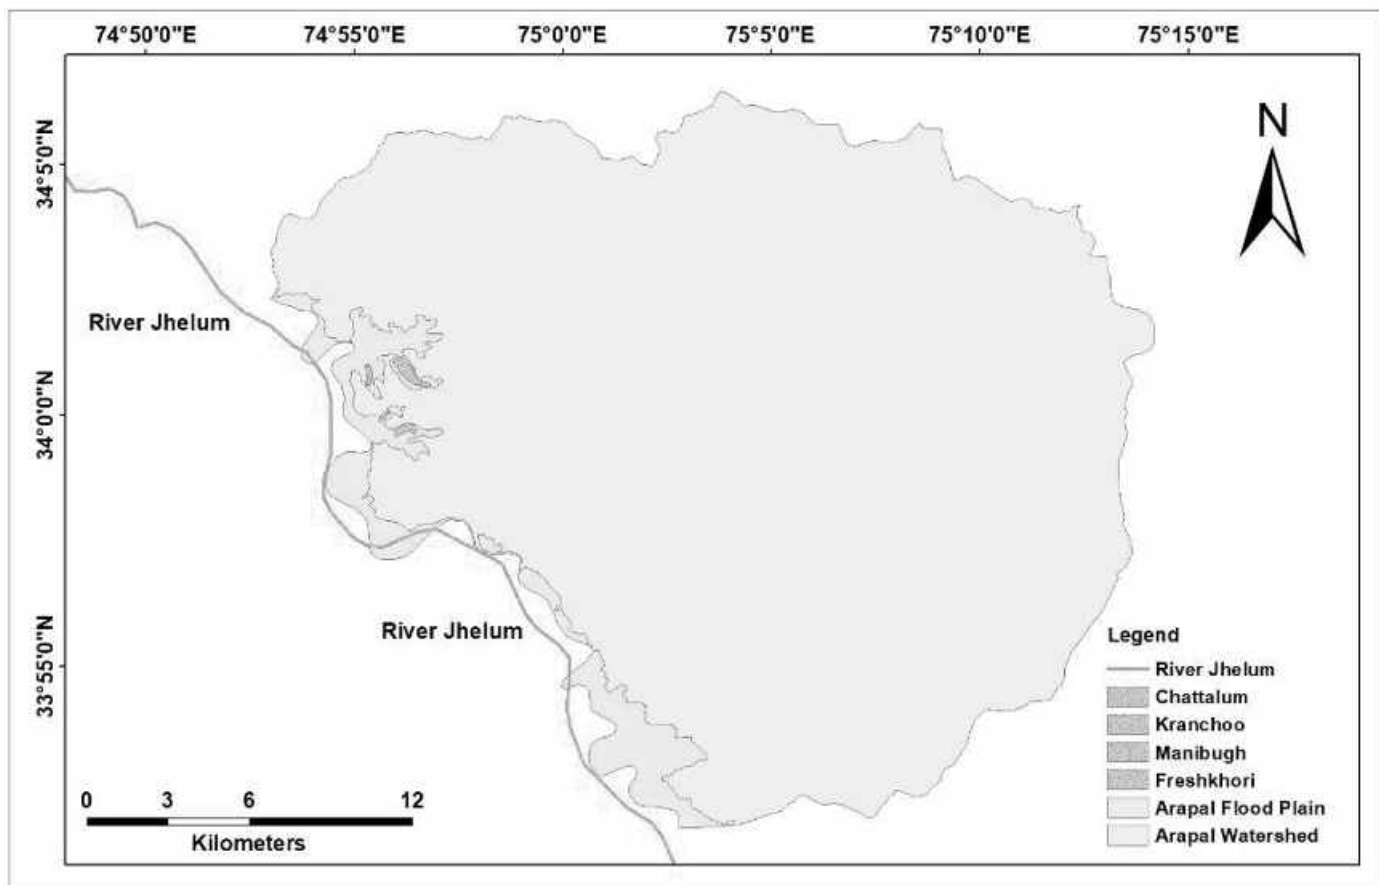 74°50'0"E 74°55'0"E 75°0'0"E 75°5'0"E 75°10'0"E 75°15'0"E
34°5'0"N
34°0'0"N
33°55'0"N
N
River Jhelum
River Jhelum
Legend
River Jhelum
Chattalum
Kranchoo
Manibugh
Freshkhori
Arapal Flood Plain
Arapal Watershed
0 3 6 12
Kilometers